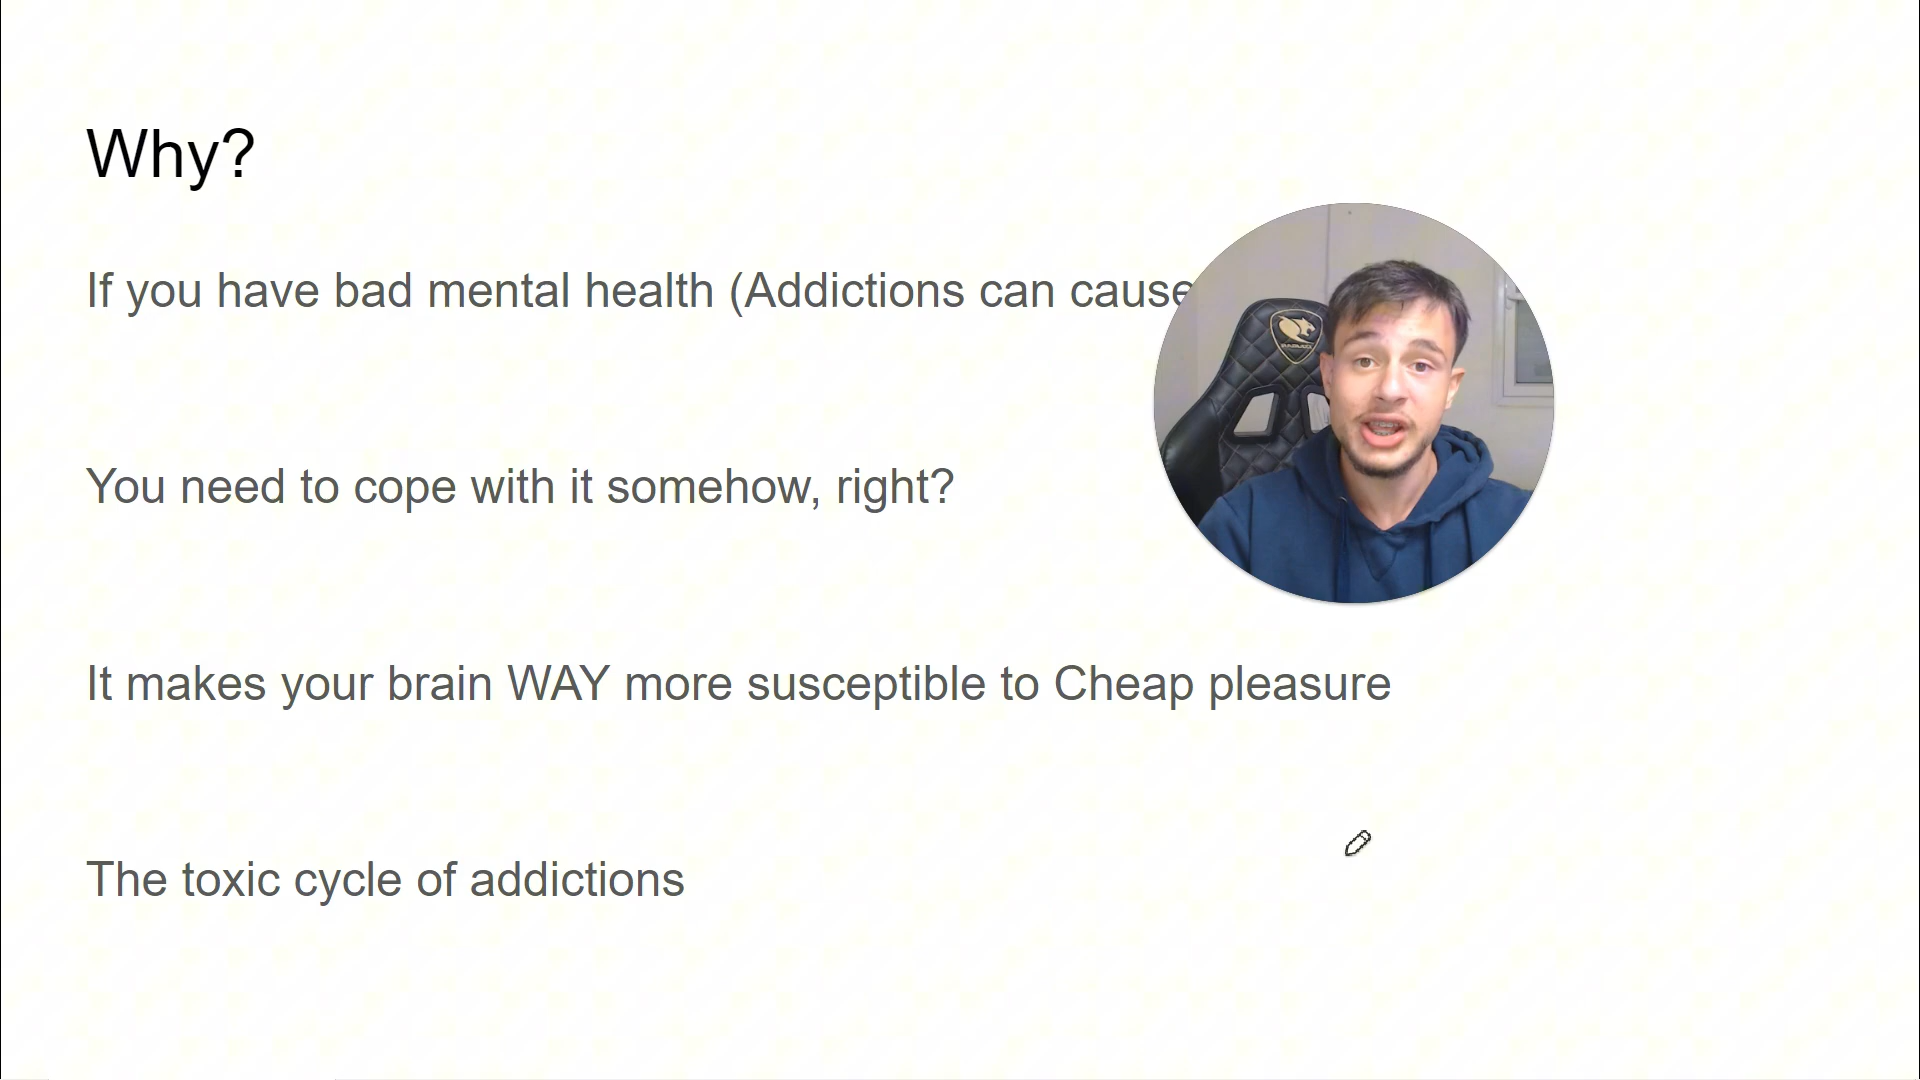 Why?
If you have bad mental health (Addictions can cause
You need to cope with it somehow, right?
It makes your brain WAY more susceptible to Cheap pleasure
The toxic cycle of addictions